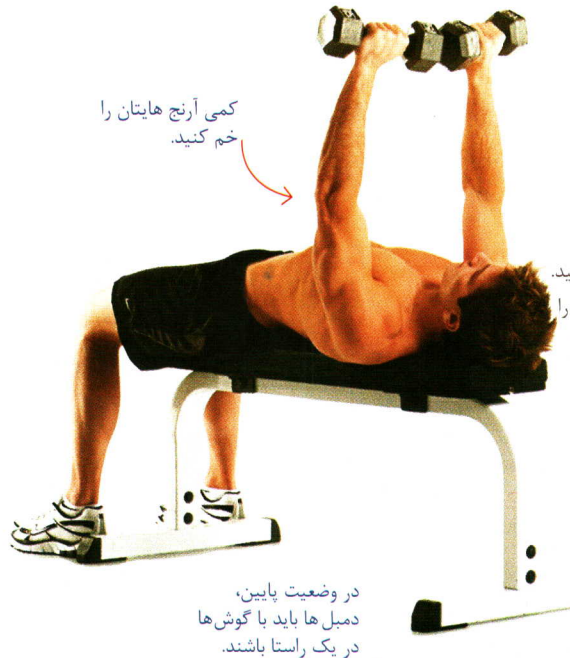 کمی آرنج هایتان را
خم کنید.
را
در وضعیت پایین،
دمبل‌ها باید با گوش‌ها
در یک راستا باشند.